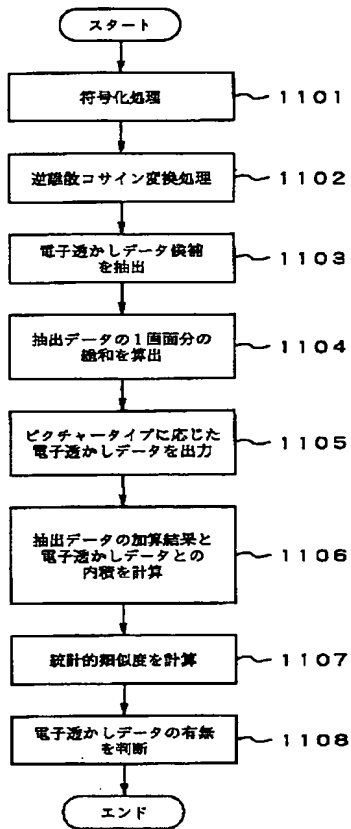 スタート
符号化処理
1101
逆離散コサイン変換処理
1102
電子透かしデータ候補
を抽出
1103
抽出データの1画面分の
総和を算出
1104
ピクチャータイプに応じた
電子透かしデータを出力
1105
抽出データの加算結果と
電子透かしデータとの
内積を計算
1106
統計的類似度を計算
1107
電子透かしデータの有無
を判断
1108
エンド